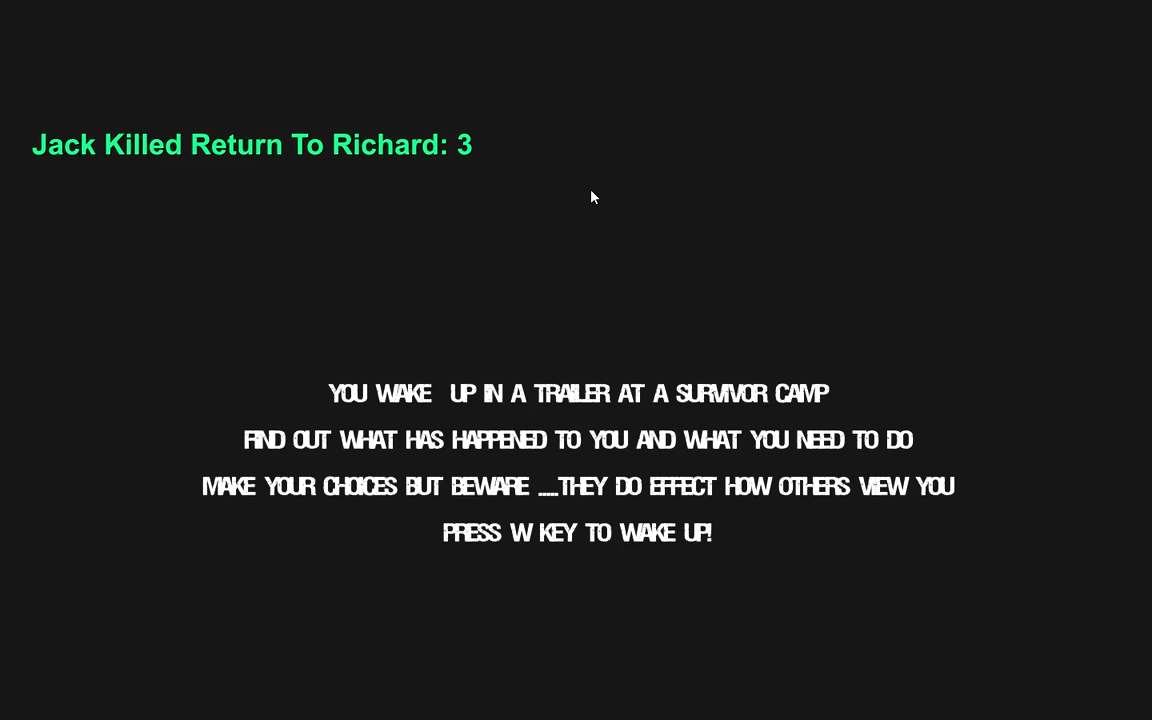 Jack Killed Return To Richard: 3
YOU WAKE UP IN A TRAILER AT A SURVIVOR CAMP
FIND OUT WHAT HAS HAPPENED TO YOU AND WHAT YOU NEED TO DO
MAKE YOUR CHOICES BUT BEWARE .....THEY DO EFFECT HOW OTHERS VIEW YOU
PRESS W KEY TO WAKE UP!